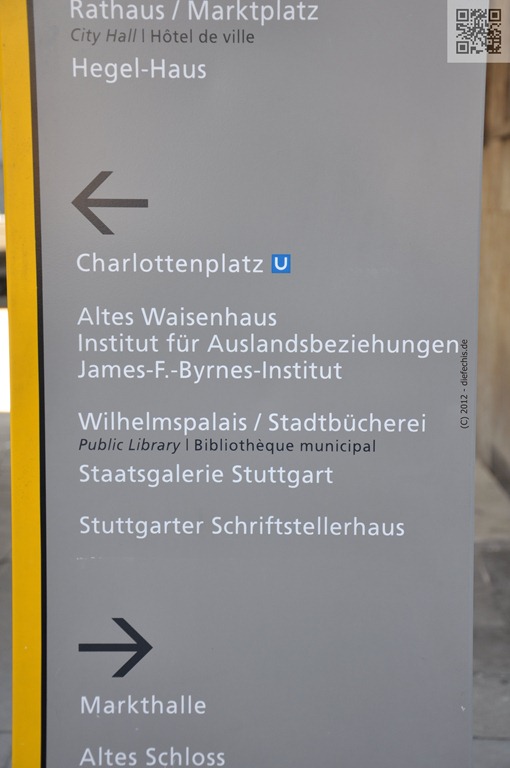 Rathaus / Marktplatz
City Hall | Hôtel de ville
Hegel-Haus
←
Charlottenplatz U
Altes Waisenhaus
Institut für Auslandsbeziehungen
James-F.-Byrnes-Institut
Wilhelmspalais / Stadtbücherei
Public Library | Bibliothèque municipal
Staatsgalerie Stuttgart
Stuttgarter Schriftstellerhaus
→
Markthalle
Altes Schloss
(C) 2012 - diefechis.de